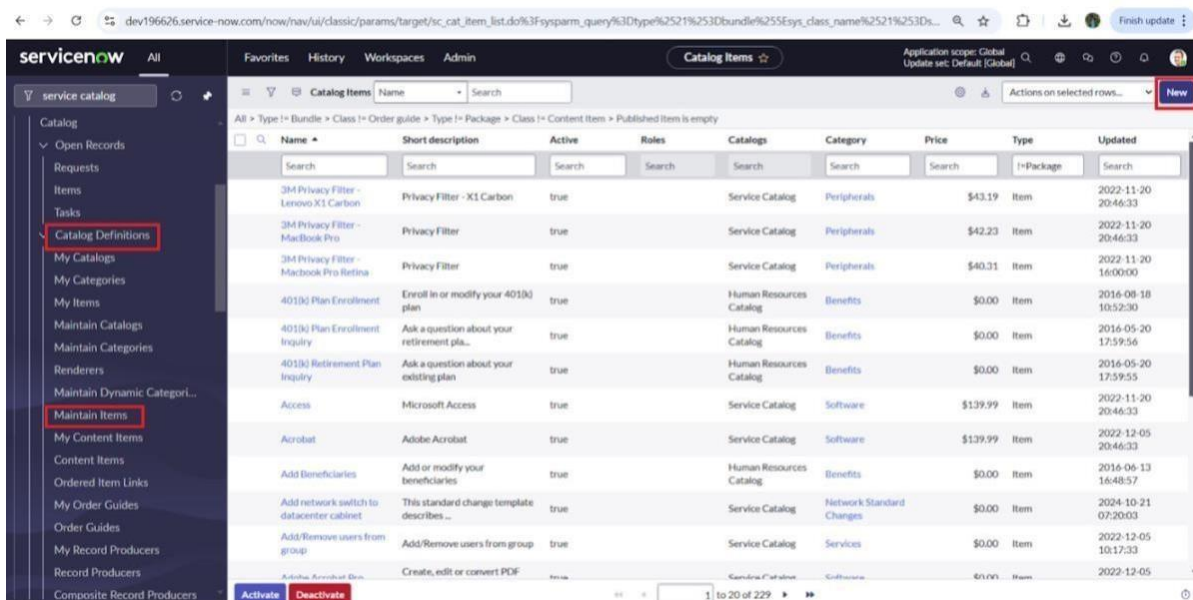 dev196626.service-now.com/now/nav/ui/classic/params/target/sc_cat_item_list.do%3Fsysparm_query%3Dtype%2521%253Dbundle%255Esys_class_name%2521%253Ds...
Finish update
servicenow All Favorites History Workspaces Admin Catalog Items Application scope: Global
Update set: Default [Global]
service catalog
Catalog Items Name Search Actions on selected rows... New
Catalog
Open Records
Requests
Items
Tasks
Catalog Definitions
My Catalogs
My Categories
My Items
Maintain Catalogs
Maintain Categories
Renderers
Maintain Dynamic Categori...
Maintain Items
My Content Items
Content Items
Ordered Item Links
My Order Guides
Order Guides
My Record Producers
Record Producers
Composite Record Producers
All > Type != Bundle > Class != Order guide > Type != Package > Class != Content Item > Published item is empty
Name Short description Active Roles Catalogs Category Price Type Updated
Search Search Search Search Search Search Search !=Package Search
3M Privacy Filter - Privacy Filter - X1 Carbon true Service Catalog Peripherals $43.19 Item 2022-11-20
Lenovo X1 Carbon 20:46:33
3M Privacy Filter - Privacy Filter true Service Catalog Peripherals $42.23 Item 2022-11-20
MacBook Pro 20:46:33
3M Privacy Filter - Privacy Filter true Service Catalog Peripherals $40.31 Item 2022-11-20
Macbook Pro Retina 16:00:00
401(k) Plan Enrollment Enroll in or modify your 401(k) true Human Resources Benefits $0.00 Item 2016-08-18
plan Catalog 10:52:30
401(k) Plan Enrollment Ask a question about your true Human Resources Benefits $0.00 Item 2016-05-20
Inquiry retirement pla... Catalog 17:59:56
401(k) Retirement Plan Ask a question about your true Human Resources Benefits $0.00 Item 2016-05-20
Inquiry existing plan Catalog 17:59:55
Access Microsoft Access true Service Catalog Software $139.99 Item 2022-11-20
20:46:33
Acrobat Adobe Acrobat true Service Catalog Software $139.99 Item 2022-12-05
20:46:33
Add Beneficiaries Add or modify your true Human Resources Benefits $0.00 Item 2016-06-13
beneficiaries Catalog 16:48:57
Add network switch to This standard change template true Service Catalog Network Standard $0.00 Item 2024-10-21
datacenter cabinet describes ... Changes 07:20:03
Add/Remove users from Add/Remove users from group true Service Catalog Services $0.00 Item 2022-12-05
group 10:17:33
Adobe Acrobat Pro Create, edit or convert PDF true Service Catalog Software $0.00 Item 2022-12-05
Activate Deactivate 1 to 20 of 229